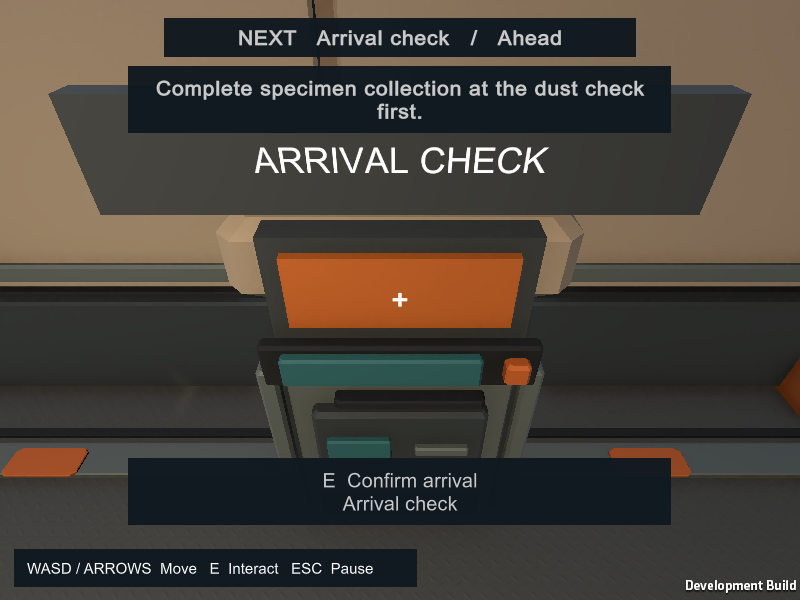 NEXT Arrival check / Ahead
Complete specimen collection at the dust check
first.
ARRIVAL CHECK
E Confirm arrival
Arrival check
WASD / ARROWS Move E Interact ESC Pause
Development Build